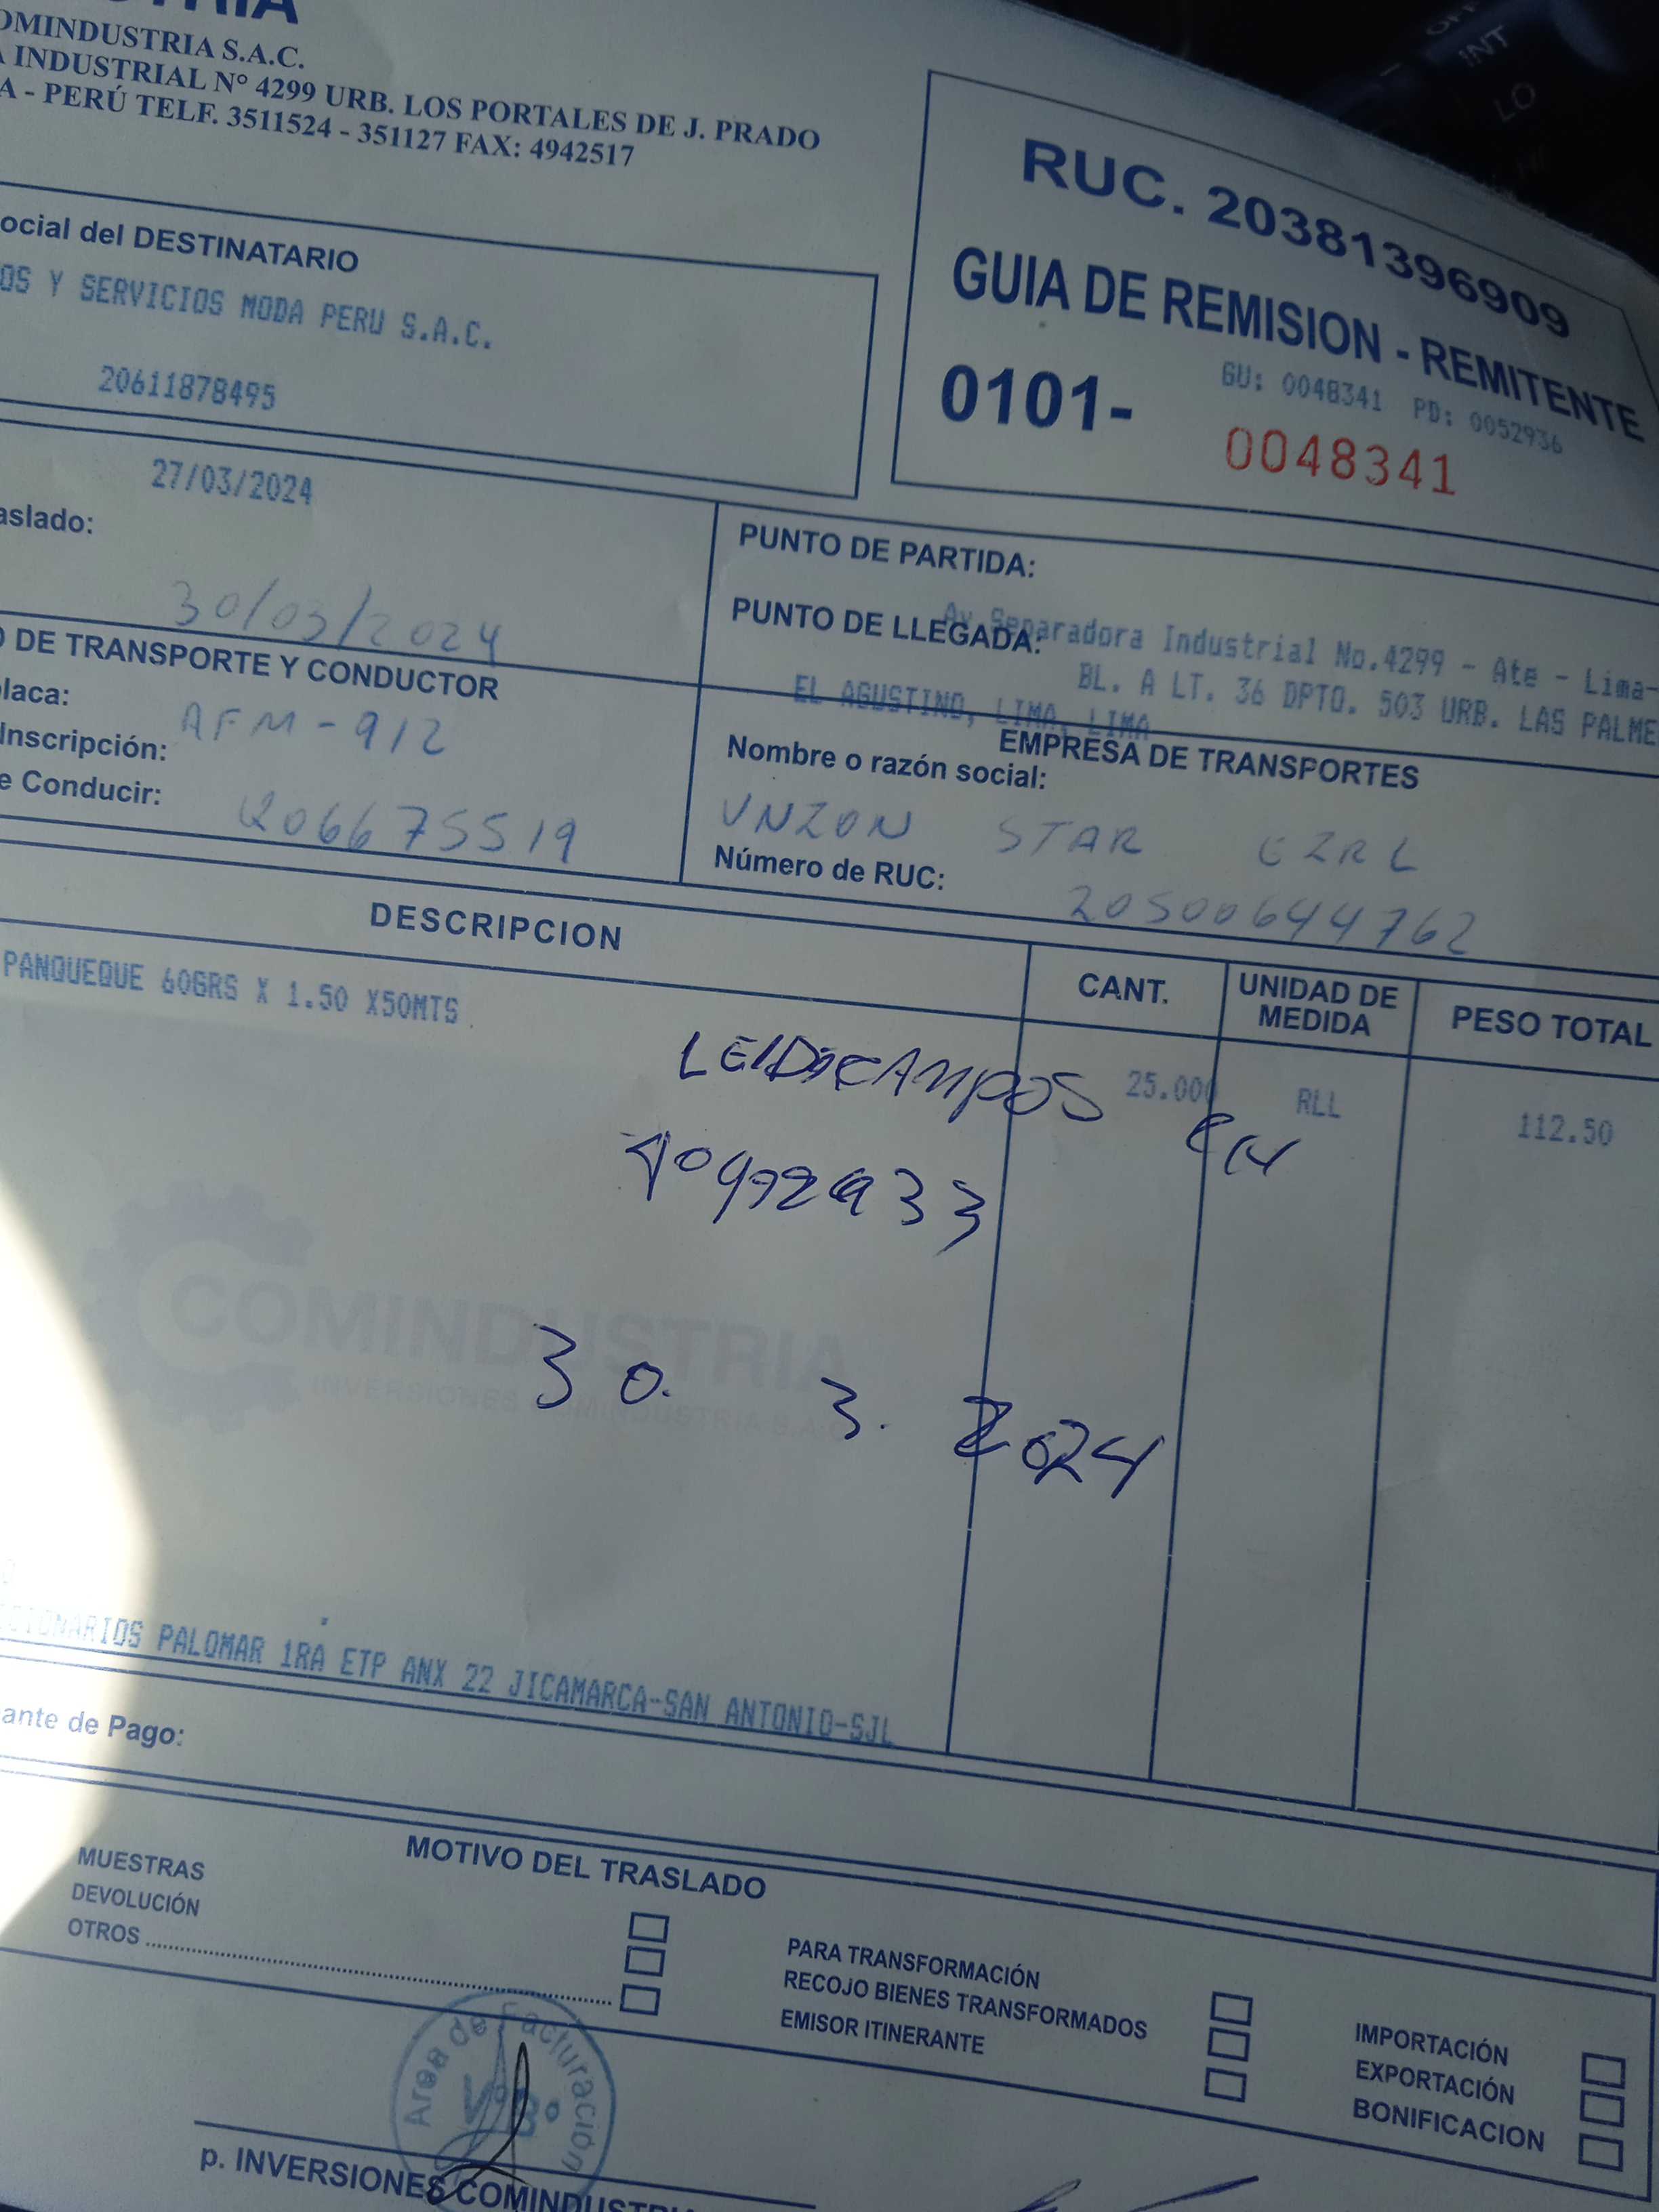 OMINDUSTRIA S.A.C.
INDUSTRIAL N° 4299 URB. LOS PORTALES DE J. PRADO
A - PERÚ TELF. 3511524 - 351127 FAX: 4942517
RUC. 20381396909
GUIA DE REMISION - REMITENTE
GU: 0048341 PD: 0052936
0101- 0048341
ocial del DESTINATARIO
OS Y SERVICIOS MODA PERU S.A.C.
20611878495
27/03/2024
aslado:
30/03/2024
PUNTO DE PARTIDA:
Av Separadora Industrial No.4299 - Ate - Lima-
PUNTO DE LLEGADA:
BL. A LT. 36 DPTO. 503 URB. LAS PALME
EL AGUSTINO, LIMA, LIMA
O DE TRANSPORTE Y CONDUCTOR
laca: AFM-912
Inscripción:
e Conducir: Q06675519
EMPRESA DE TRANSPORTES
Nombre o razón social:
UNZON STAR EZRL
Número de RUC: 20500644762
DESCRIPCION CANT. UNIDAD DE MEDIDA PESO TOTAL
PANQUEQUE 60GRS X 1.50 X50MTS 25.000 RLL 112.50
COMINDUSTRIA
INVERSIONES COMINDUSTRIA S.A.C
30. 3. 2024
CIONARIOS PALOMAR 1RA ETP ANX 22 JICAMARCA-SAN ANTONIO-SJL
ante de Pago:
MOTIVO DEL TRASLADO
MUESTRAS
DEVOLUCIÓN
OTROS
PARA TRANSFORMACIÓN
RECOJO BIENES TRANSFORMADOS
EMISOR ITINERANTE
IMPORTACIÓN
EXPORTACIÓN
BONIFICACION
Area de Facturación
V°B°
p. INVERSIONES COMINDUSTRI
INT
LO